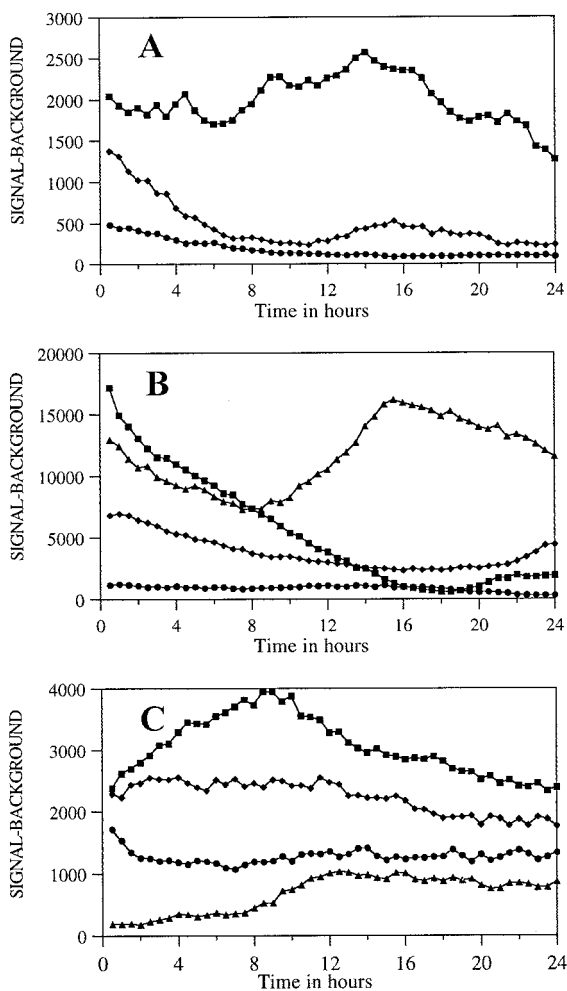 A
SIGNAL-BACKGROUND
3000
2500
2000
1500
1000
500
0
0 4 8 12 16 20 24
Time in hours
B
SIGNAL-BACKGROUND
20000
15000
10000
5000
0
0 4 8 12 16 20 24
Time in hours
C
SIGNAL-BACKGROUND
4000
3000
2000
1000
0
0 4 8 12 16 20 24
Time in hours